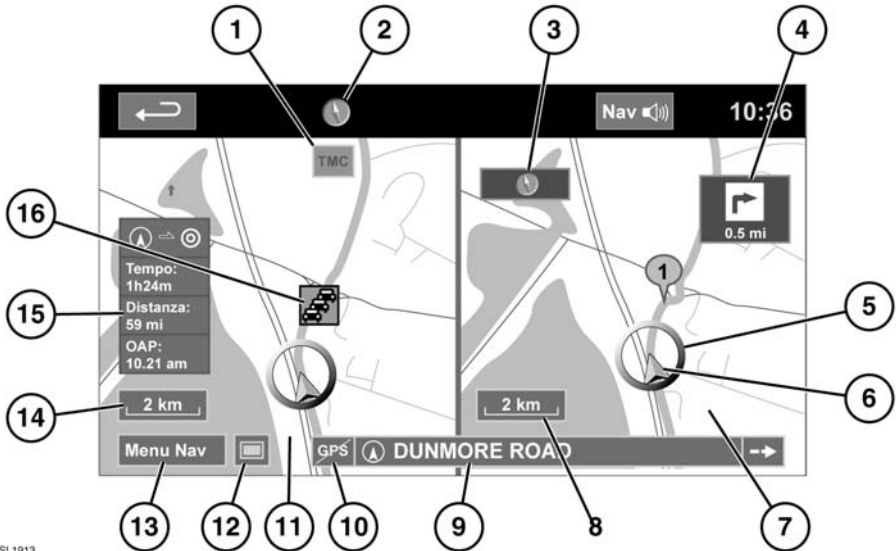 1
2
3
4
Nav
10:36
TMC
0.5 mi
16
Tempo:
1h24m
1
15
Distanza:
59 mi
5
OAP:
10.21 am
6
14
2 km
2 km
Menu Nav
GPS
DUNMORE ROAD
13
12
11
10
9
8
7